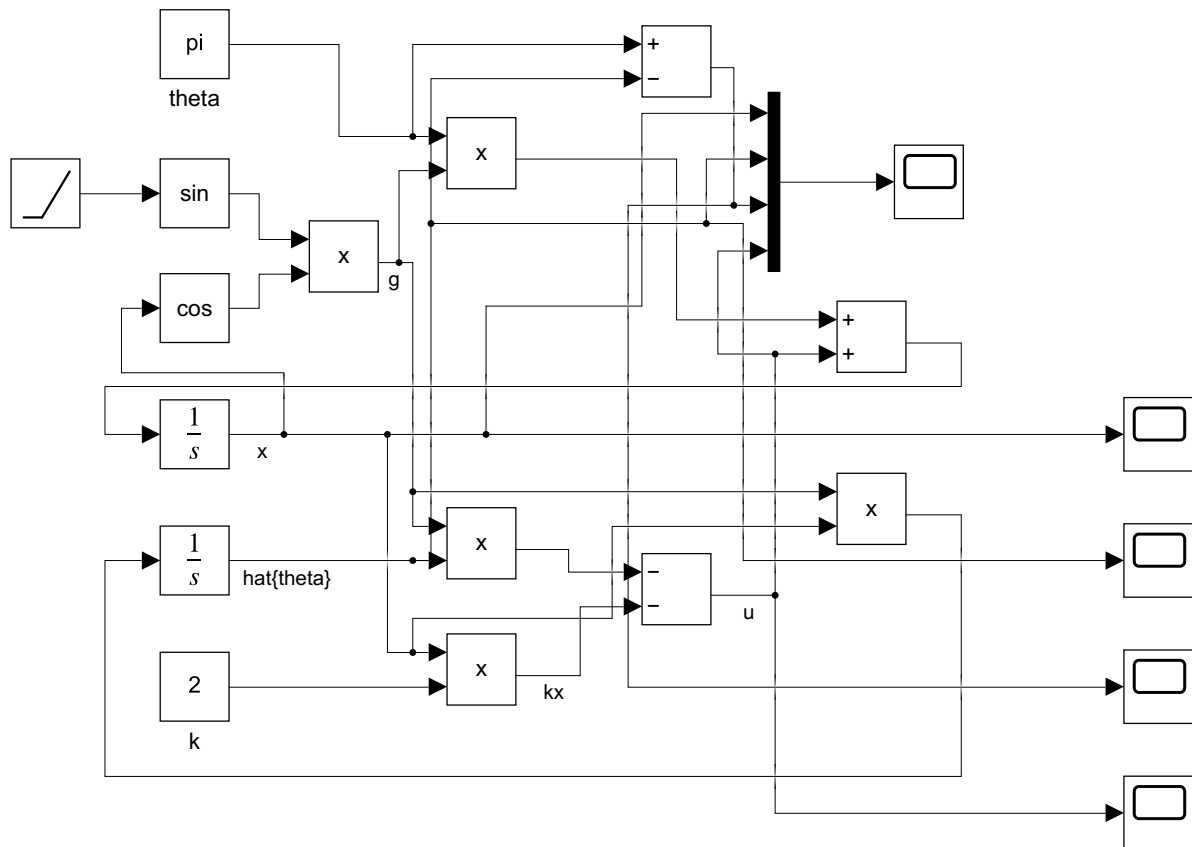 pi
+
−
theta
x
sin
x
g
cos
+
+
1
s
x
x
1
s
hat{theta}
x
−
−
u
2
x
kx
k